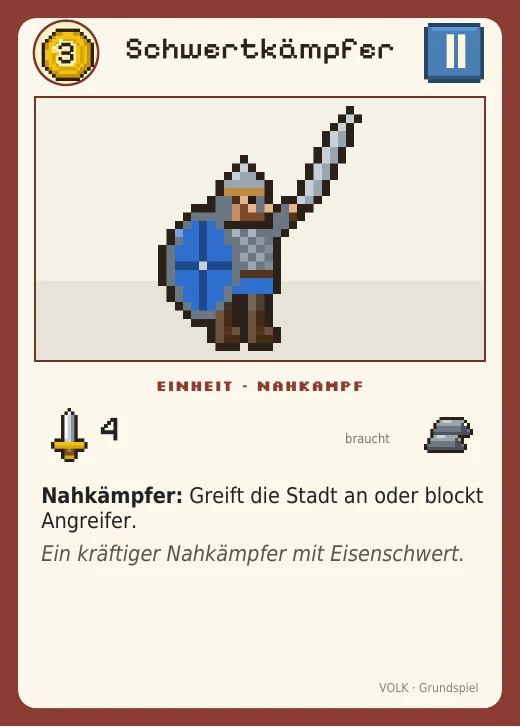 3 Schwertkämpfer II
EINHEIT - NAHKAMPF
4 braucht
Nahkämpfer: Greift die Stadt an oder blockt
Angreifer.
Ein kräftiger Nahkämpfer mit Eisenschwert.
VOLK · Grundspiel